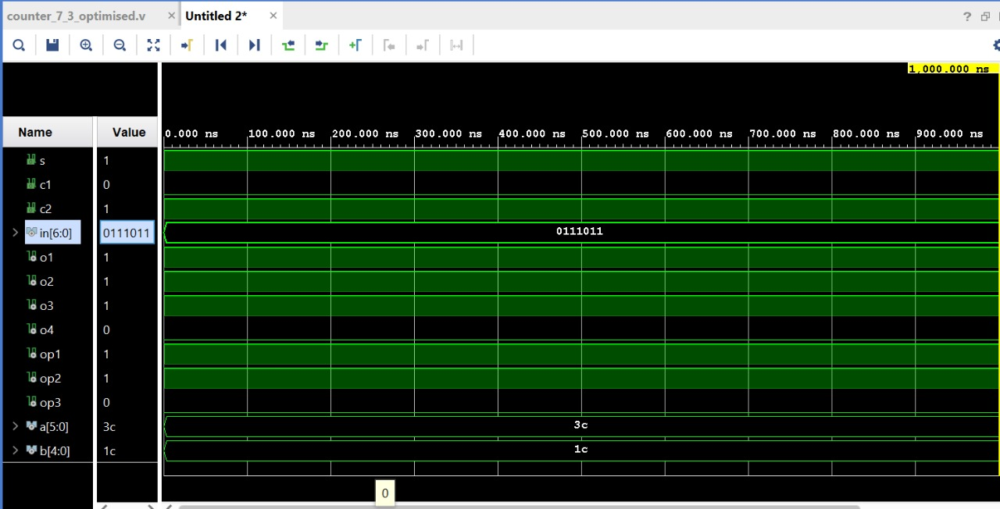 counter_7_3_optimised.v × Untitled 2* ×
?
1,000.000 ns
Name Value 0.000 ns 100.000 ns 200.000 ns 300.000 ns 400.000 ns 500.000 ns 600.000 ns 700.000 ns 800.000 ns 900.000 ns
s 1
c1 0
c2 1
in[6:0] 0111011 0111011
o1 1
o2 1
o3 1
o4 0
op1 1
op2 1
op3 0
a[5:0] 3c 3c
b[4:0] 1c 1c
0